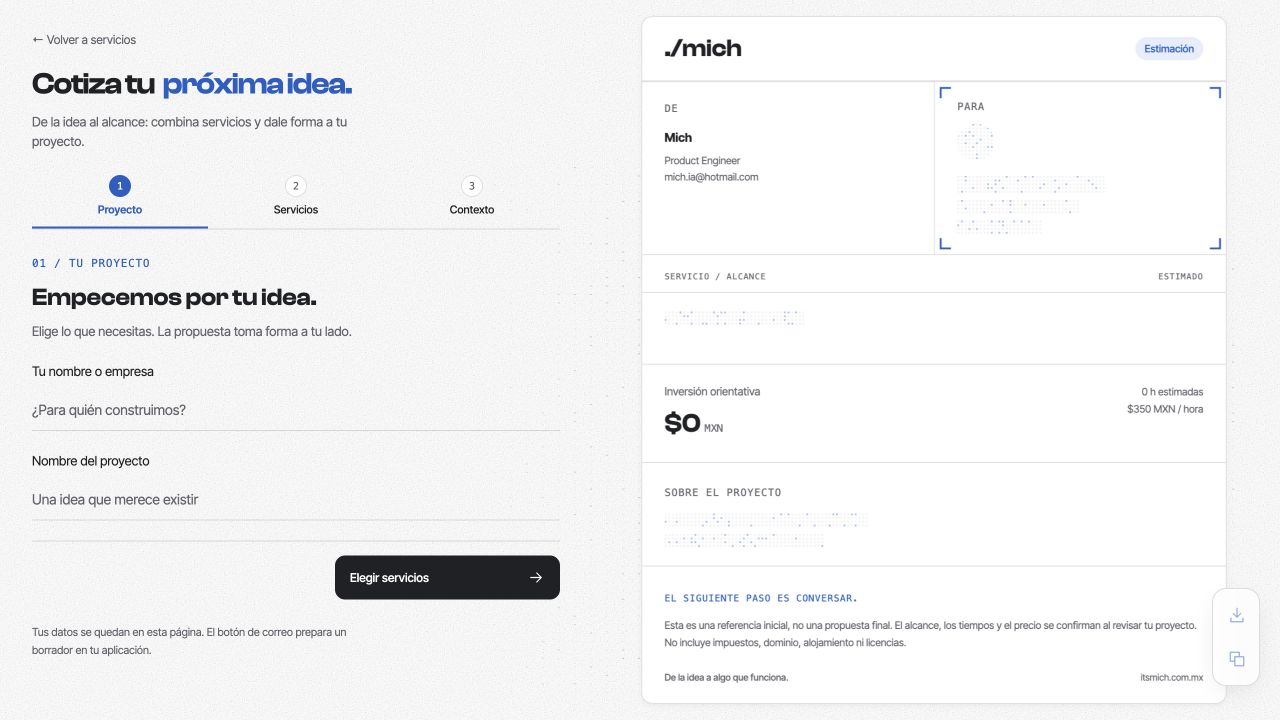 ← Volver a servicios
Cotiza tu próxima idea.
De la idea al alcance: combina servicios y dale forma a tu
proyecto.
1
Proyecto
2
Servicios
3
Contexto
01 / TU PROYECTO
Empecemos por tu idea.
Elige lo que necesitas. La propuesta toma forma a tu lado.
Tu nombre o empresa
¿Para quién construimos?
Nombre del proyecto
Una idea que merece existir
Elegir servicios →
Tus datos se quedan en esta página. El botón de correo prepara un
borrador en tu aplicación.
./mich
Estimación
DE
Mich
Product Engineer
mich.ia@hotmail.com
PARA
SERVICIO / ALCANCE
ESTIMADO
Inversión orientativa
$0 MXN
0 h estimadas
$350 MXN / hora
SOBRE EL PROYECTO
EL SIGUIENTE PASO ES CONVERSAR.
Esta es una referencia inicial, no una propuesta final. El alcance, los tiempos y el precio se confirman al revisar tu proyecto.
No incluye impuestos, dominio, alojamiento ni licencias.
De la idea a algo que funciona.
itsmich.com.mx